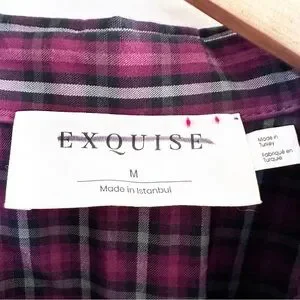 EXQUISE
M
Made in Istanbul
Made in
Turkey
Fabriqué en
Turquie